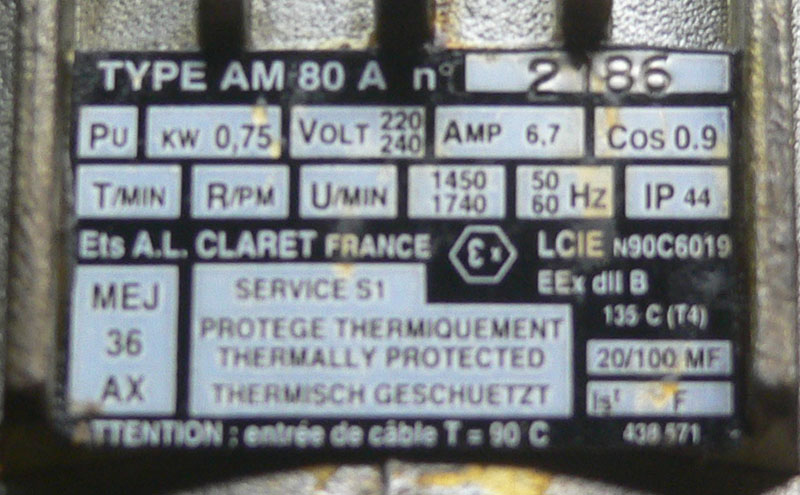 TYPE AM 80 A n° 2 86
PU KW 0,75 VOLT 220 240 AMP 6,7 COS 0.9
T/MIN R/PM U/MIN 1450 1740 50 60 Hz IP 44
Ets A.L. CLARET FRANCE εx LCIE N90C6019
EEx dII B
MEJ 36 AX
SERVICE S1
135 C (T4)
PROTEGE THERMIQUEMENT
THERMALLY PROTECTED
20/100 MF
THERMISCH GESCHUETZT
Ist F
ATTENTION : entrée de câble T = 90 C 438 571